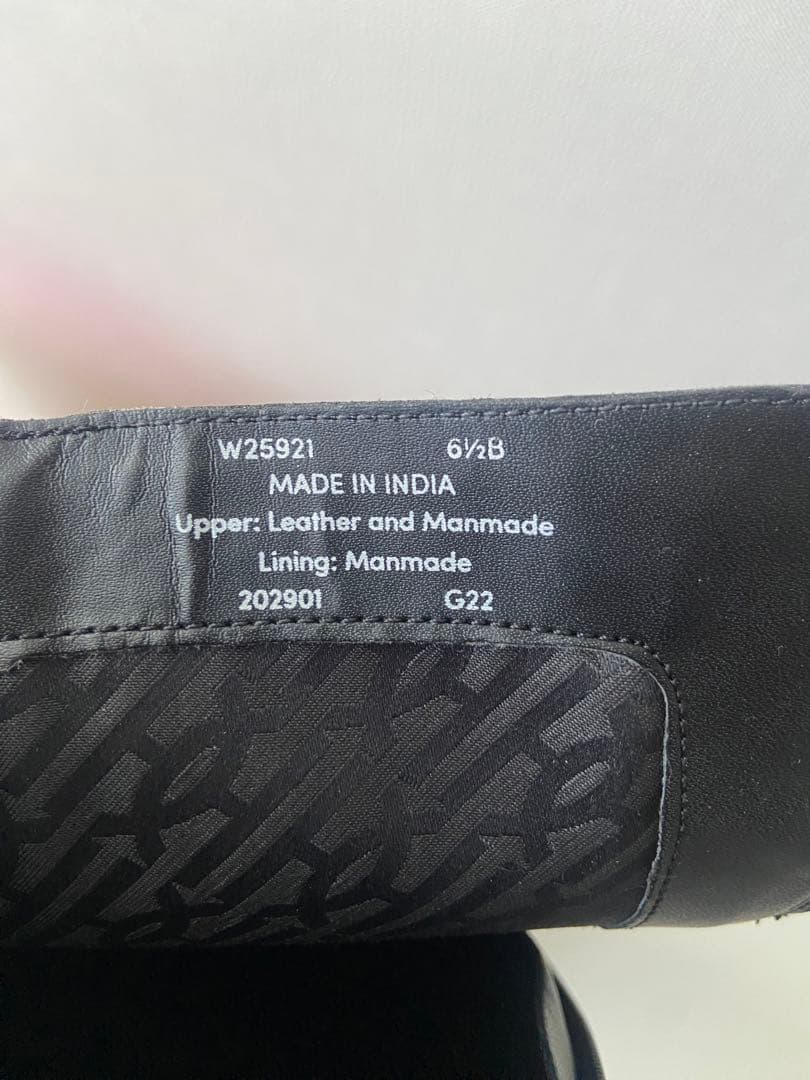 W25921 6½B
MADE IN INDIA
Upper: Leather and Manmade
Lining: Manmade
202901 G22